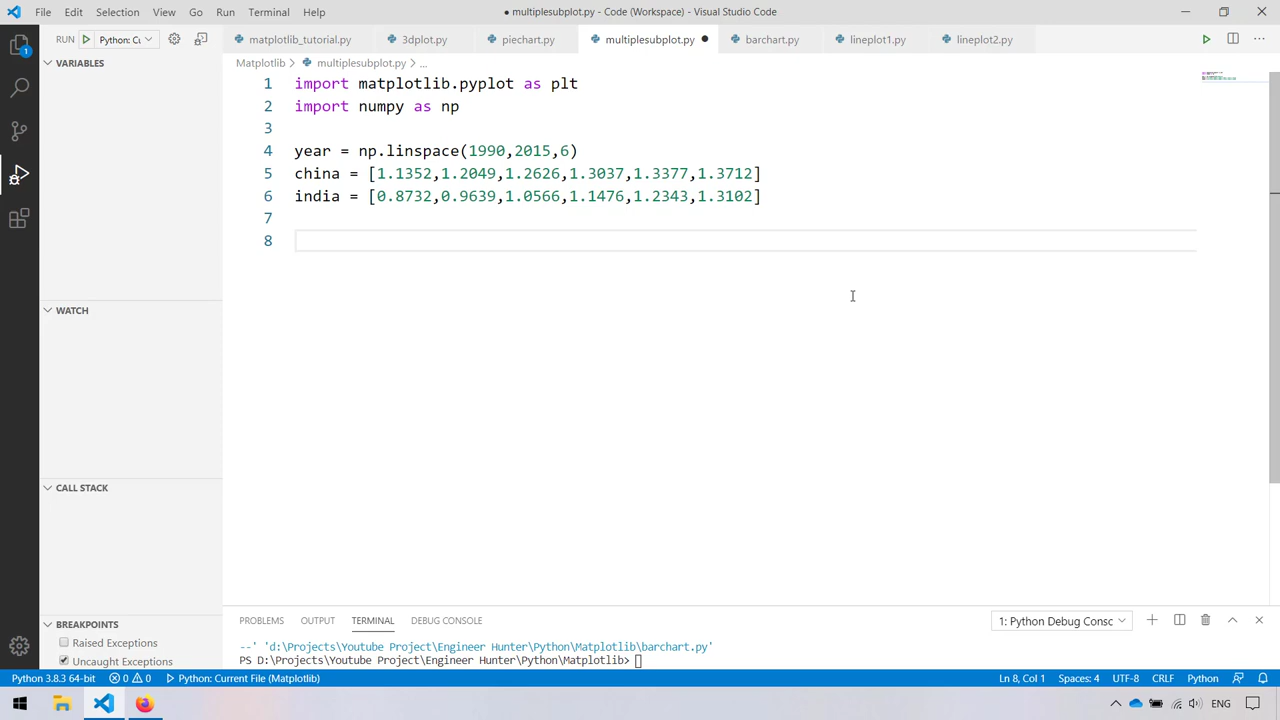 File Edit Selection View Go Run Terminal Help
● multiplesubplot.py - Code (Workspace) - Visual Studio Code
RUN Python: Cu
matplotlib_tutorial.py 3dplot.py piechart.py multiplesubplot.py ● barchart.py lineplot1.py lineplot2.py
1
VARIABLES
Matplotlib > multiplesubplot.py > ...
1 import matplotlib.pyplot as plt
2 import numpy as np
3
4 year = np.linspace(1990,2015,6)
5 china = [1.1352,1.2049,1.2626,1.3037,1.3377,1.3712]
6 india = [0.8732,0.9639,1.0566,1.1476,1.2343,1.3102]
7
8
WATCH
CALL STACK
BREAKPOINTS
Raised Exceptions
Uncaught Exceptions
PROBLEMS OUTPUT TERMINAL DEBUG CONSOLE
1: Python Debug Consc
--' 'd:\Projects\Youtube Project\Engineer Hunter\Python\Matplotlib\barchart.py'
PS D:\Projects\Youtube Project\Engineer Hunter\Python\Matplotlib>
Python 3.8.3 64-bit 0 0 Python: Current File (Matplotlib)
Ln 8, Col 1 Spaces: 4 UTF-8 CRLF Python
ENG